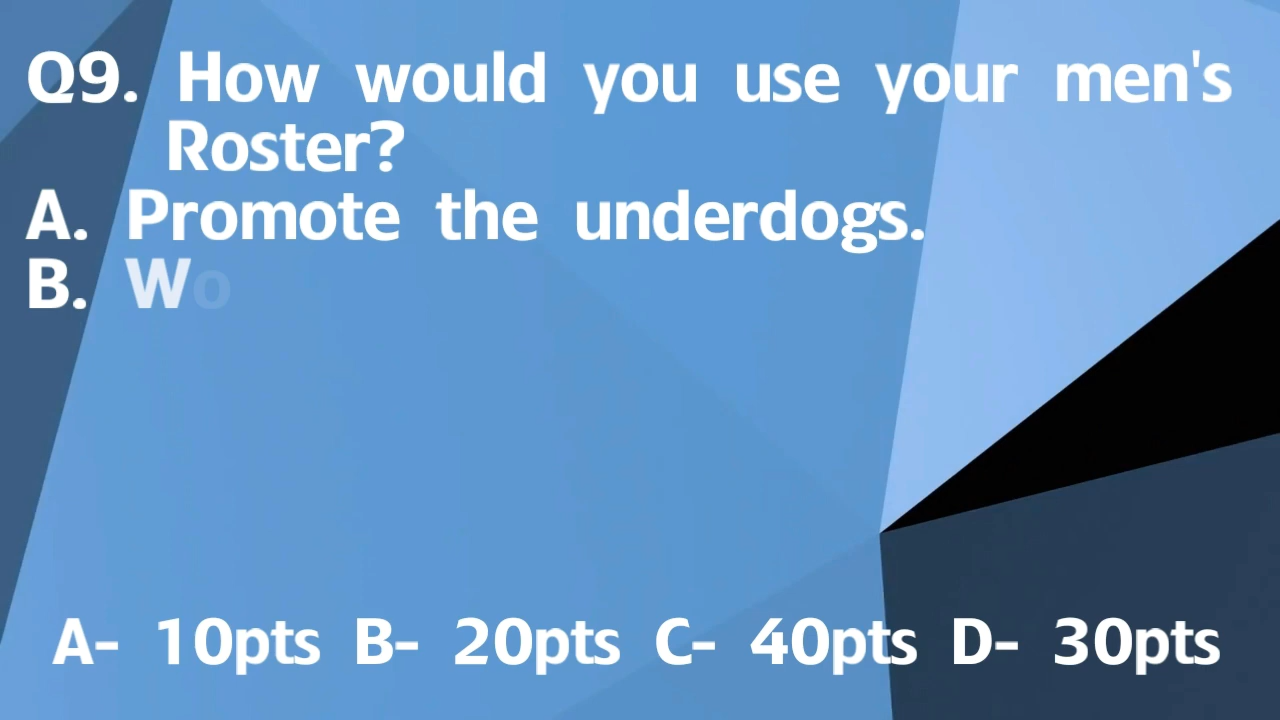 Q9. How would you use your men's
Roster?
A. Promote the underdogs.
B. Wo
A- 10pts B- 20pts C- 40pts D- 30pts